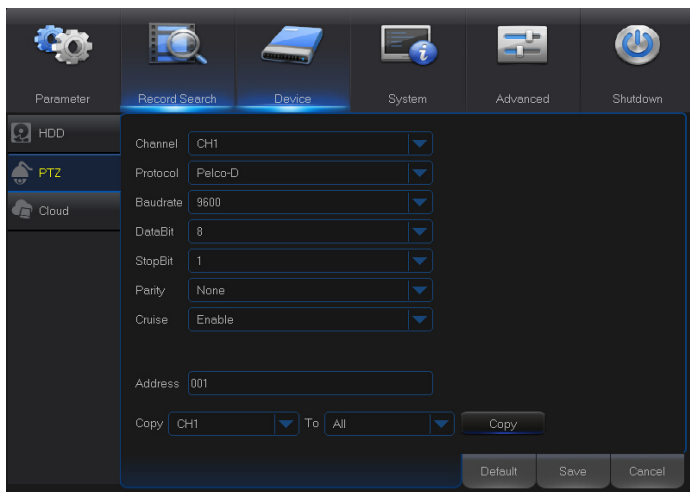 Parameter Record Search Device System Advanced Shutdown
HDD
PTZ
Cloud
Channel CH1
Protocol Pelco-D
Baudrate 9600
DataBit 8
StopBit 1
Parity None
Cruise Enable
Address 001
Copy CH1 To All Copy
Default Save Cancel